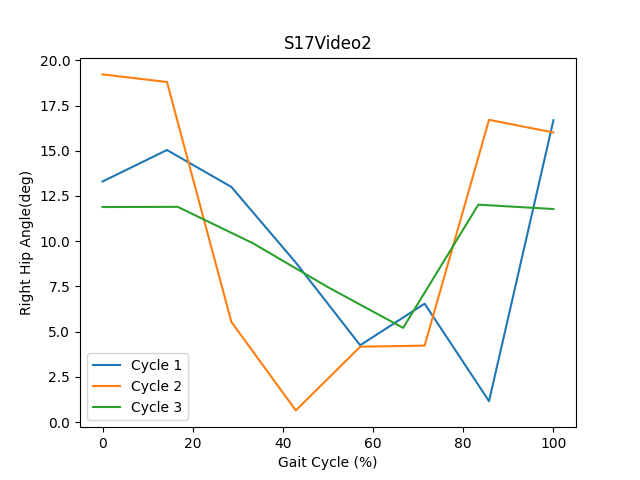 S17Video2
20.0
17.5
15.0
12.5
10.0
7.5
5.0
2.5
0.0
Right Hip Angle(deg)
Cycle 1
Cycle 2
Cycle 3
0 20 40 60 80 100
Gait Cycle (%)